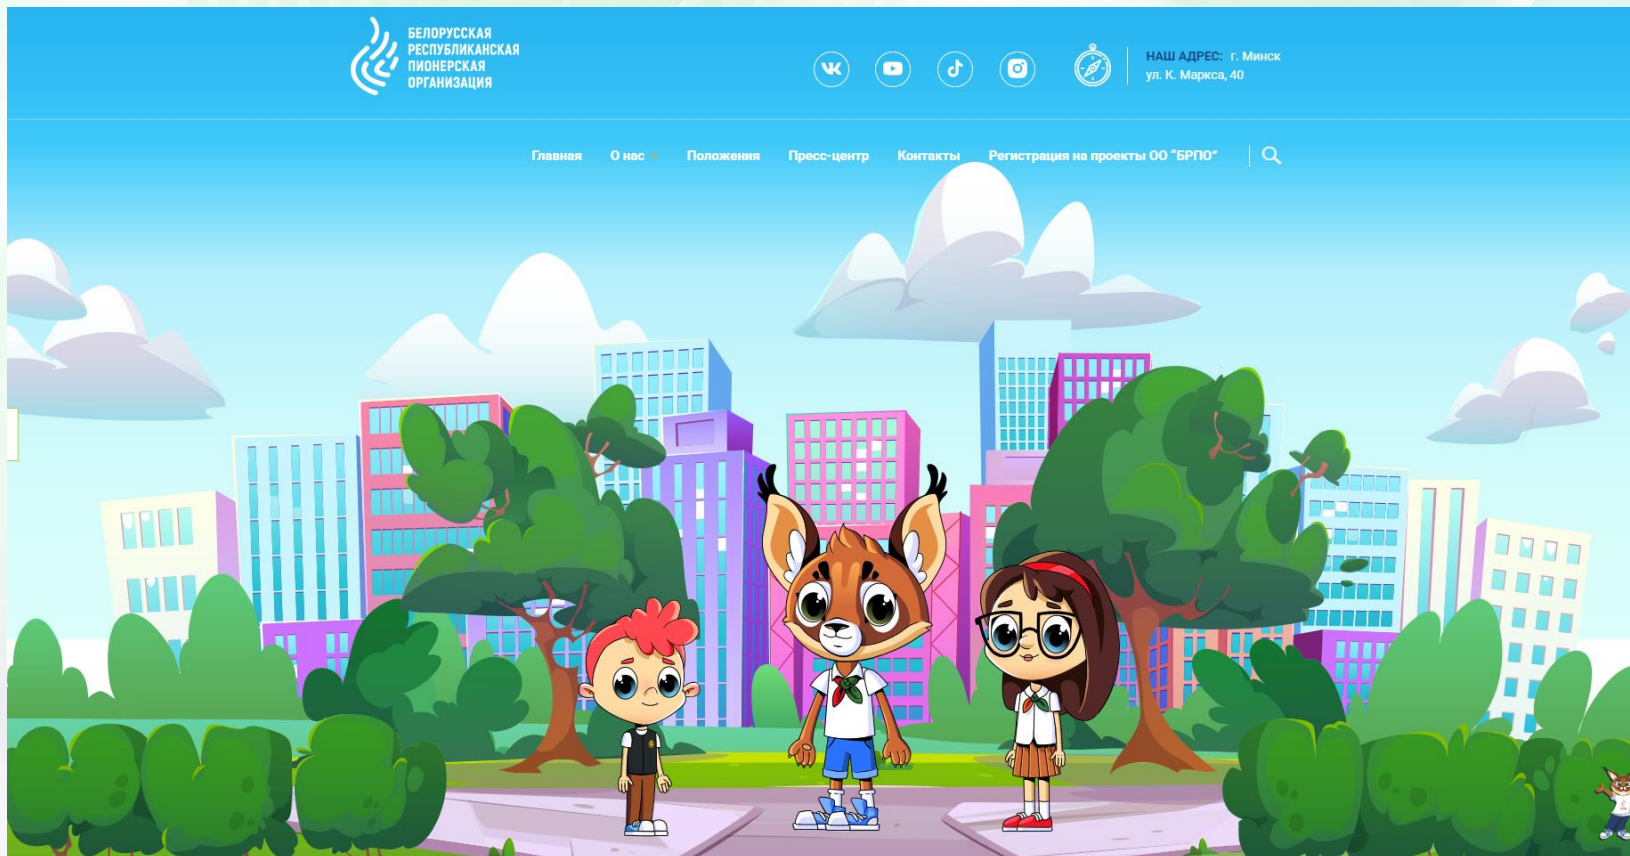 БЕЛОРУССКАЯ
РЕСПУБЛИКАНСКАЯ
ПИОНЕРСКАЯ
ОРГАНИЗАЦИЯ
НАШ АДРЕС: г. Минск
ул. К. Маркса, 40
Главная О нас Положения Пресс-центр Контакты Регистрация на проекты ОО "БРПО"